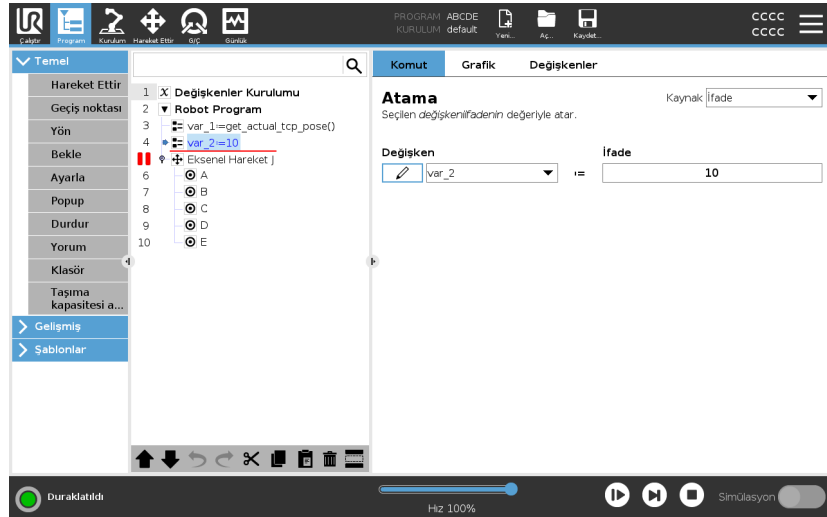 UR
PROGRAM ABCDE
KURULUM default
Çalıştır
Program
Kurulum
Hareket Ettir
G/Ç
Günlük
Yeni...
Aç...
Kaydet...
CCCC
CCCC
Temel
Hareket Ettir
Geçiş noktası
Yön
Bekle
Ayarla
Popup
Durdur
Yorum
Klasör
Taşıma
kapasitesi a...
Gelişmiş
Şablonlar
1 X Değişkenler Kurulumu
2 Robot Program
3 var_1≔get_actual_tcp_pose()
4 var_2≔10
Eksenel Hareket J
6 A
7 B
8 C
9 D
10 E
Komut Grafik Değişkenler
Atama
Kaynak İfade
Seçilen değişkeniifadenin değeriyle atar.
Değişken İfade
var_2 ≔ 10
Duraklatıldı
Hız 100%
Simülasyon